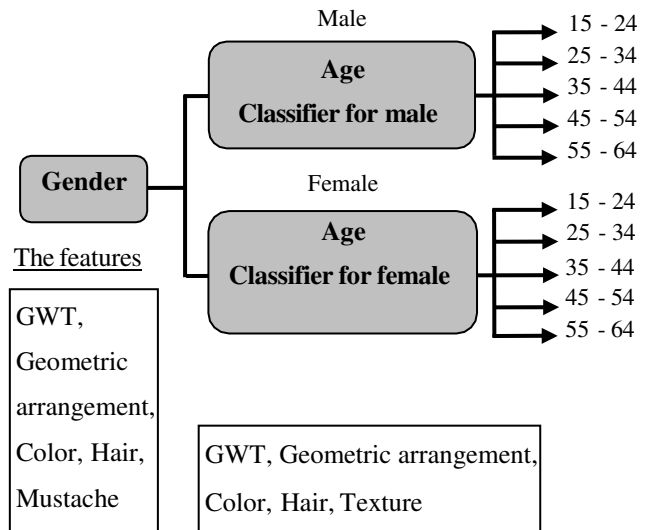 Male
Age
Classifier for male
15 - 24
25 - 34
35 - 44
45 - 54
55 - 64
Gender
Female
Age
Classifier for female
15 - 24
25 - 34
35 - 44
45 - 54
55 - 64
The features
GWT,
Geometric
arrangement,
Color, Hair,
Mustache
GWT, Geometric arrangement,
Color, Hair, Texture